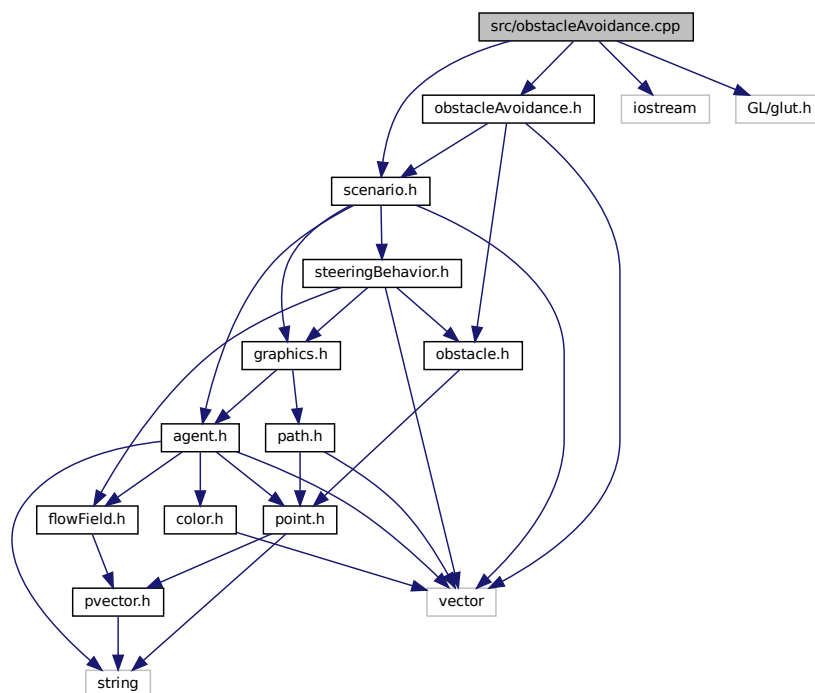 src/obstacleAvoidance.cpp
obstacleAvoidance.h
iostream
GL/glut.h
scenario.h
steeringBehavior.h
graphics.h
obstacle.h
agent.h
path.h
flowField.h
color.h
point.h
pvector.h
vector
string